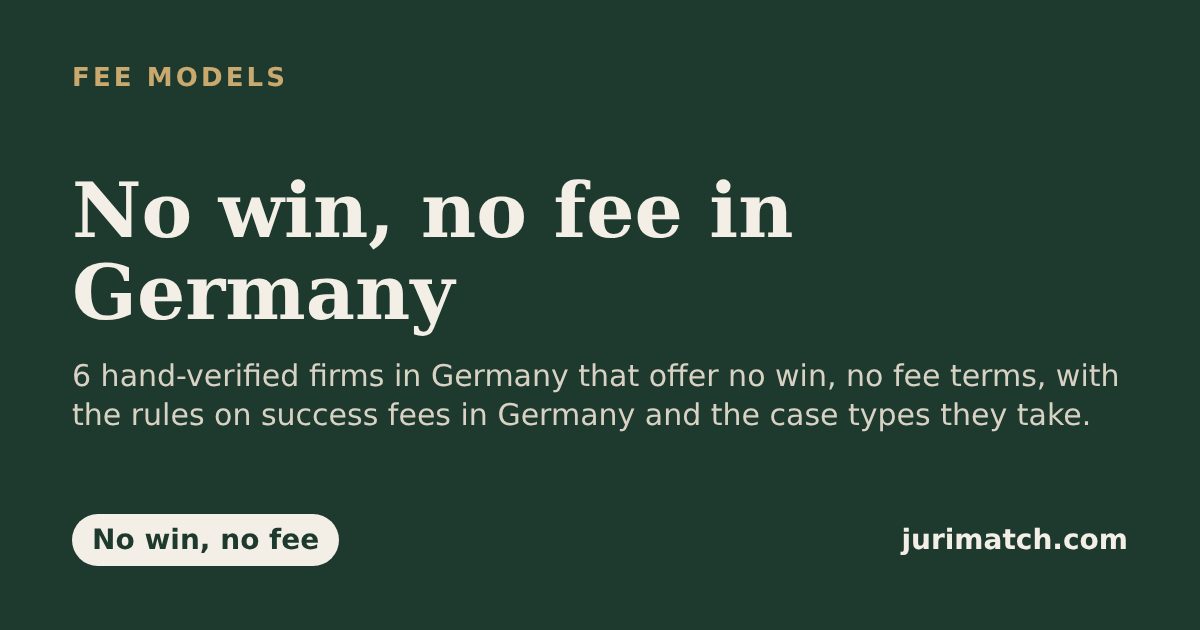 FEE MODELS
No win, no fee in
Germany
6 hand-verified firms in Germany that offer no win, no fee terms, with
the rules on success fees in Germany and the case types they take.
No win, no fee
jurimatch.com